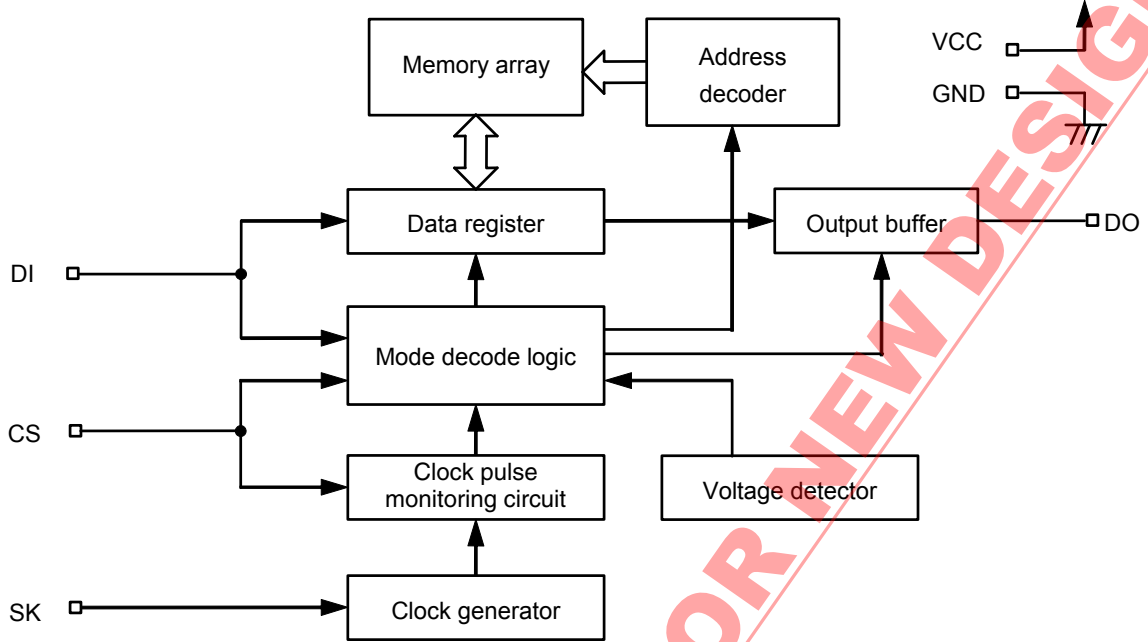 Memory array
Address
decoder
VCC
GND
Data register
Output buffer
DO
DI
Mode decode logic
CS
Clock pulse
monitoring circuit
Voltage detector
SK
Clock generator
OR NEW DESIG